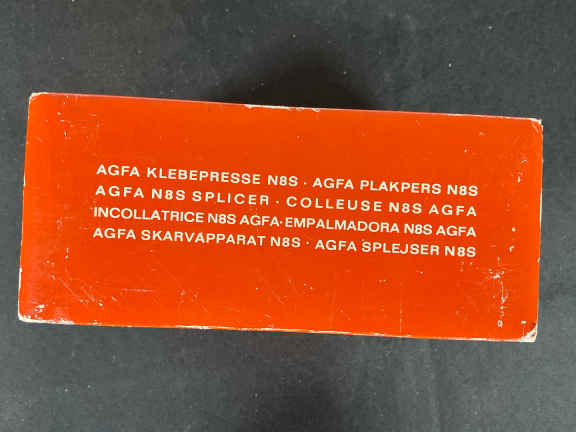 AGFA KLEBEPRESSE N8S · AGFA PLAKPERS N8S
AGFA N8S SPLICER · COLLEUSE N8S AGFA
INCOLLATRICE N8S AGFA·EMPALMADORA N8S AGFA
AGFA SKARVAPPARAT N8S · AGFA SPLEJSER N8S